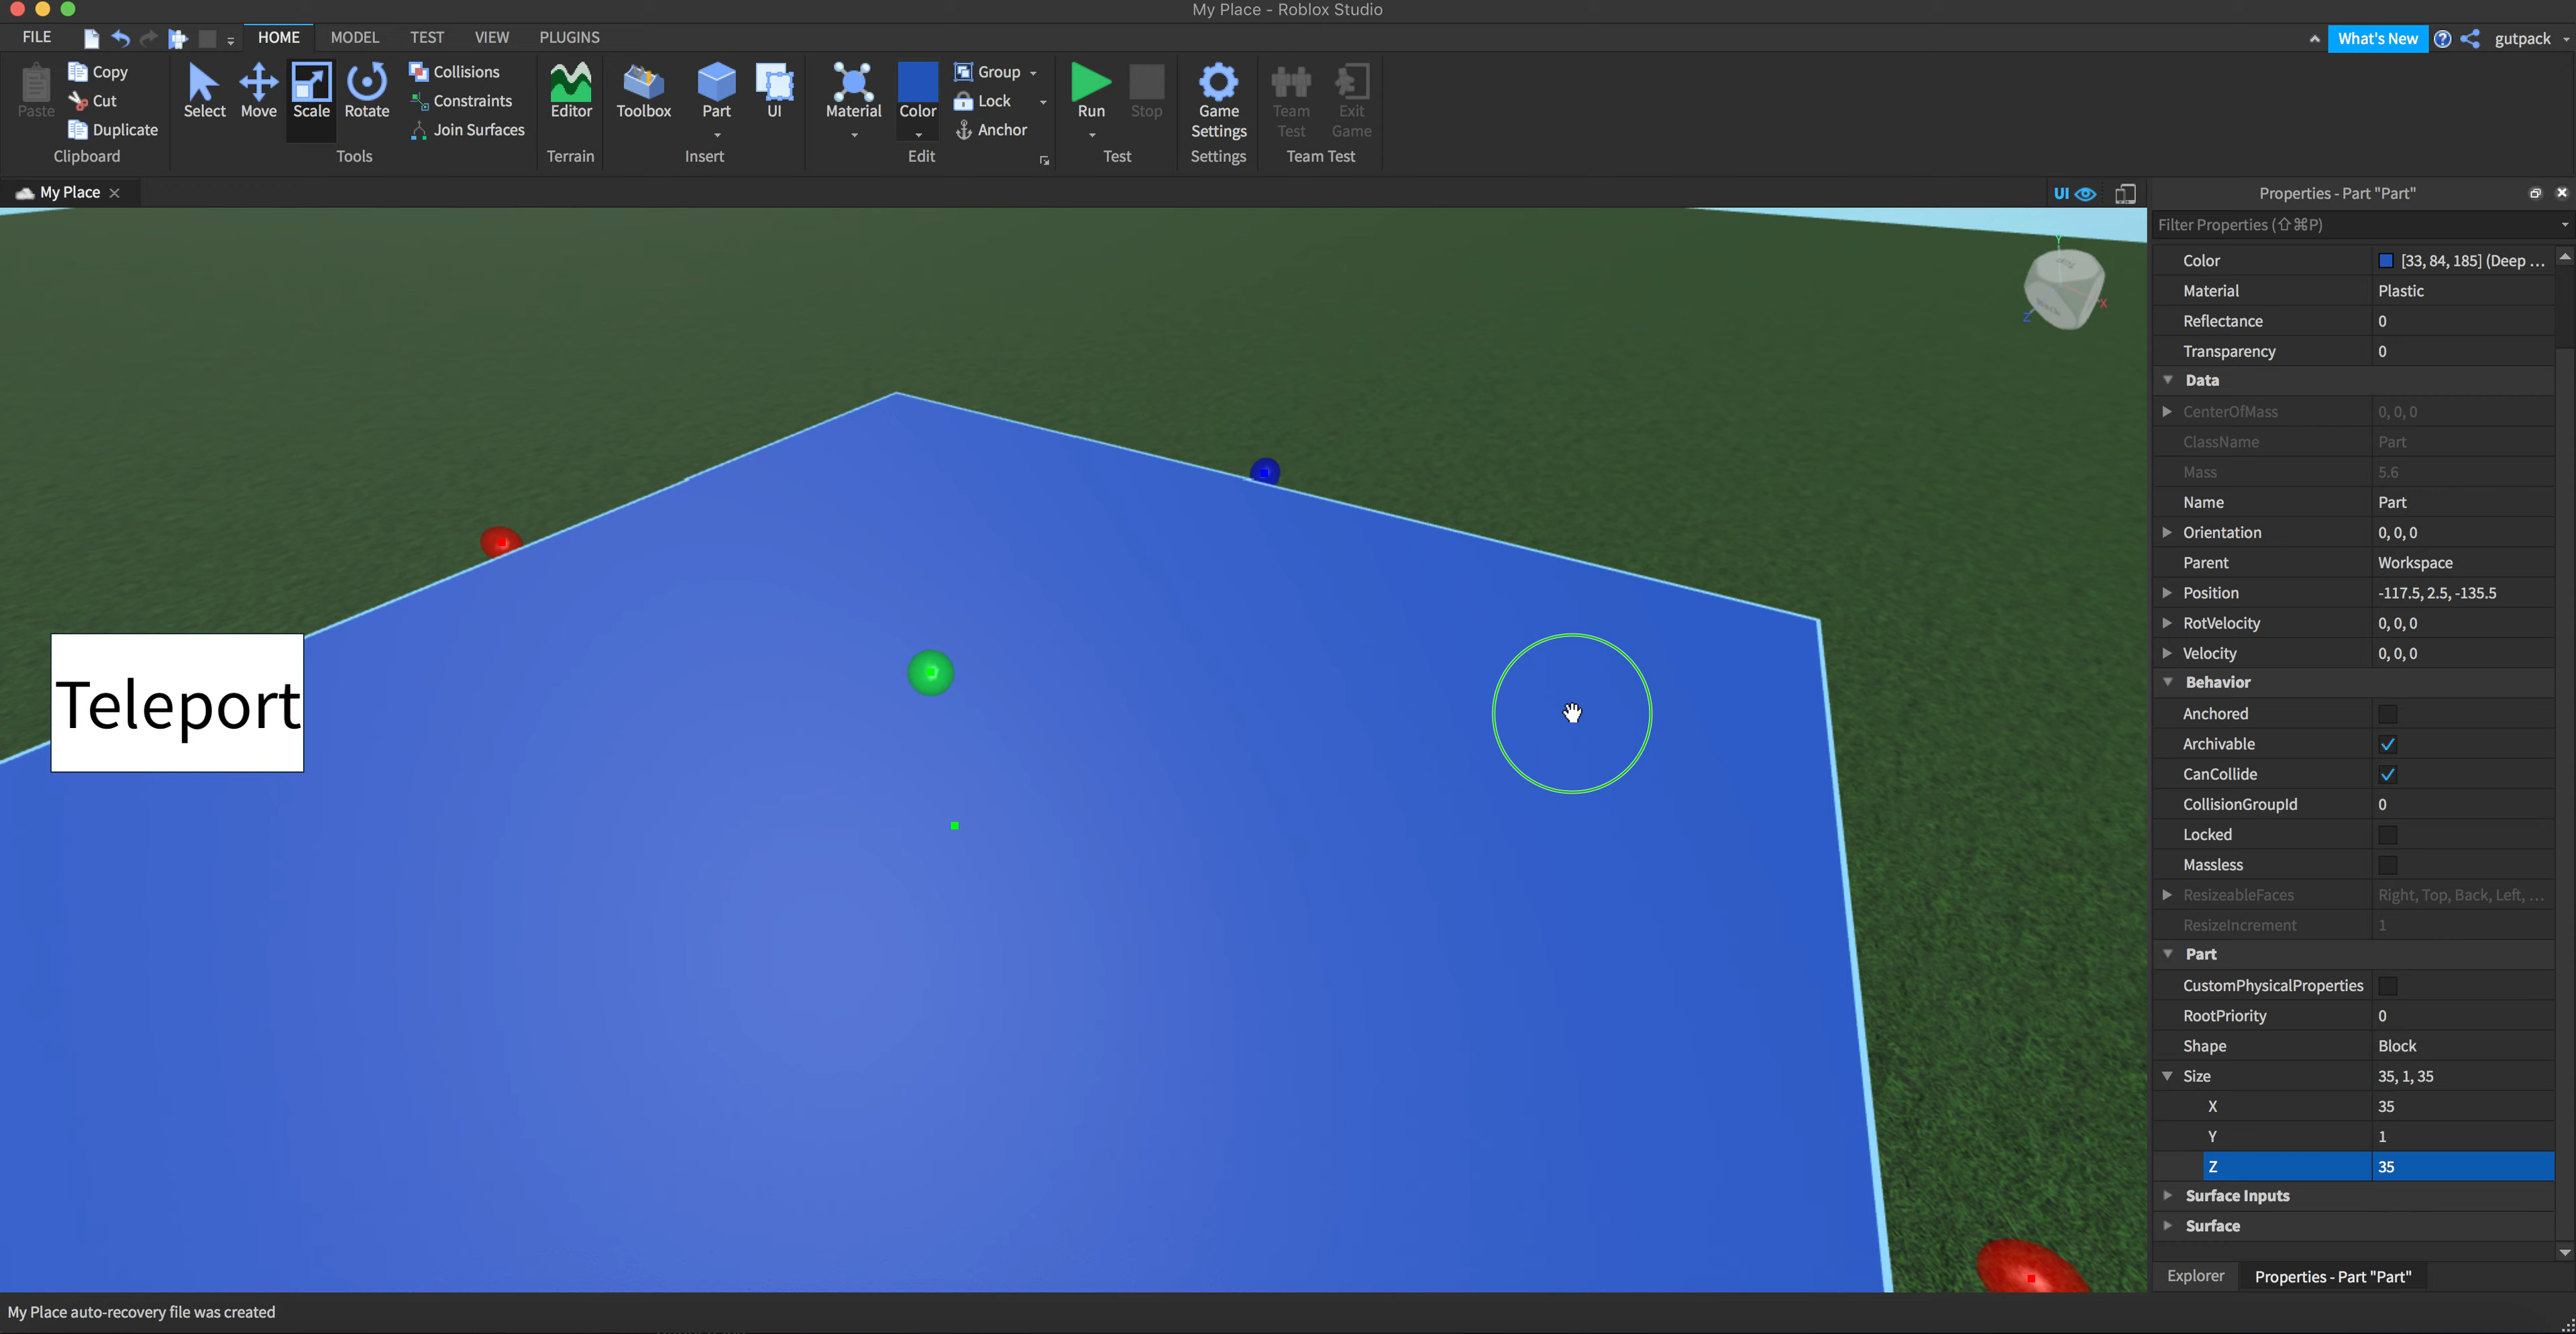 My Place - Roblox Studio
FILE HOME MODEL TEST VIEW PLUGINS What's New gutpack
Paste Copy Cut Duplicate Clipboard
Select Move Scale Rotate Collisions Constraints Join Surfaces Tools
Editor Terrain
Toolbox Part UI Insert
Material Color Group Lock Anchor Edit
Run Stop Test
Game Settings Settings
Team Test Exit Game Team Test
My Place UI
Properties - Part "Part"
Filter Properties (⇧⌘P)
Color [33, 84, 185] (Deep ...
Material Plastic
Reflectance 0
Transparency 0
Data
CenterOfMass 0, 0, 0
ClassName Part
Mass 5.6
Name Part
Orientation 0, 0, 0
Parent Workspace
Position -117.5, 2.5, -135.5
RotVelocity 0, 0, 0
Velocity 0, 0, 0
Behavior
Anchored
Archivable
CanCollide
CollisionGroupId 0
Locked
Massless
ResizeableFaces Right, Top, Back, Left, ...
ResizeIncrement 1
Part
CustomPhysicalProperties
RootPriority 0
Shape Block
Size 35, 1, 35
X 35
Y 1
Z 35
Surface Inputs
Surface
Explorer Properties - Part "Part"
Y
X
Z
Teleport
My Place auto-recovery file was created